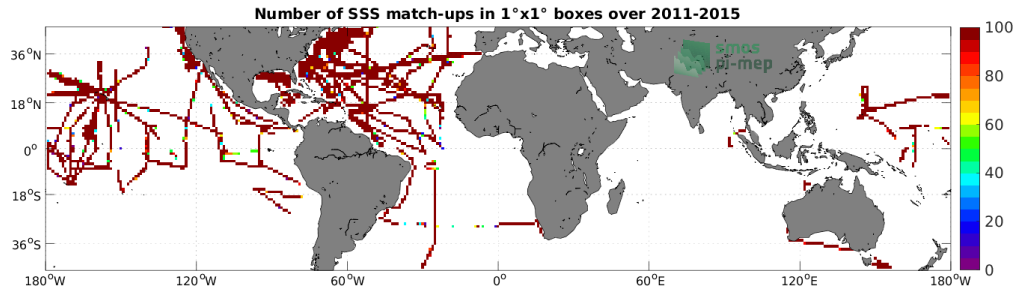 Number of SSS match-ups in 1°x1° boxes over 2011-2015
36°N
18°N
0°
18°S
36°S
180°W
120°W
60°W
0°
60°E
120°E
180°W
100
80
60
40
20
0
smos
pi-mep